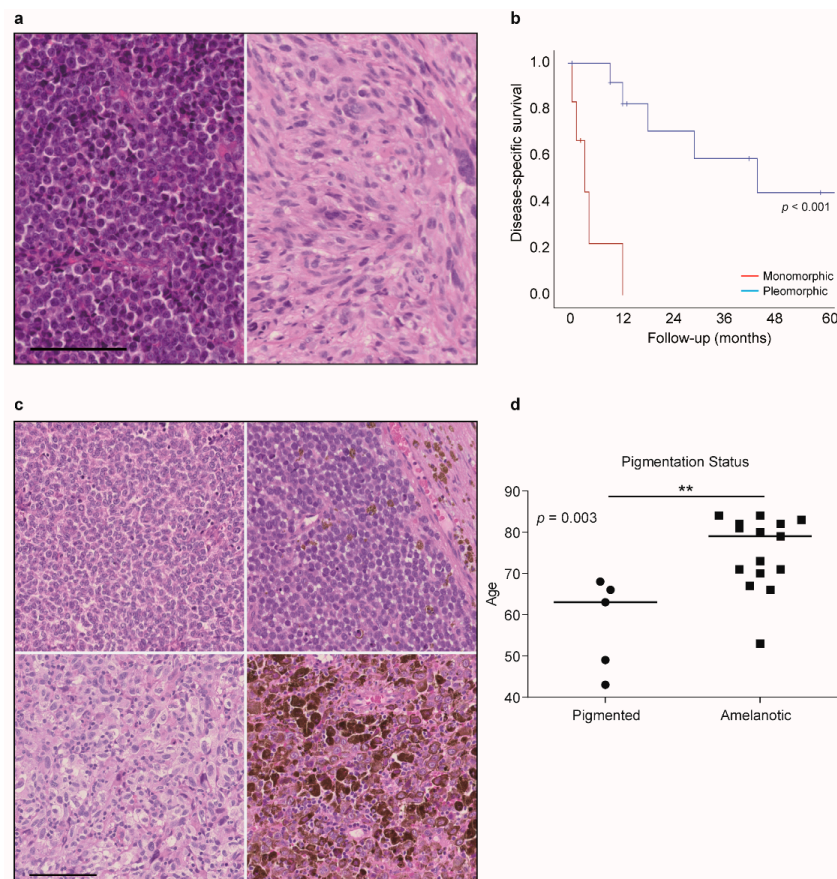 a
b
Disease-specific survival
1.0
0.8
0.6
0.4
0.2
0.0
p < 0.001
Monomorphic
Pleomorphic
0 12 24 36 48 60
Follow-up (months)
c
d
Pigmentation Status
**
p = 0.003
Age
90
80
70
60
50
40
Pigmented Amelanotic